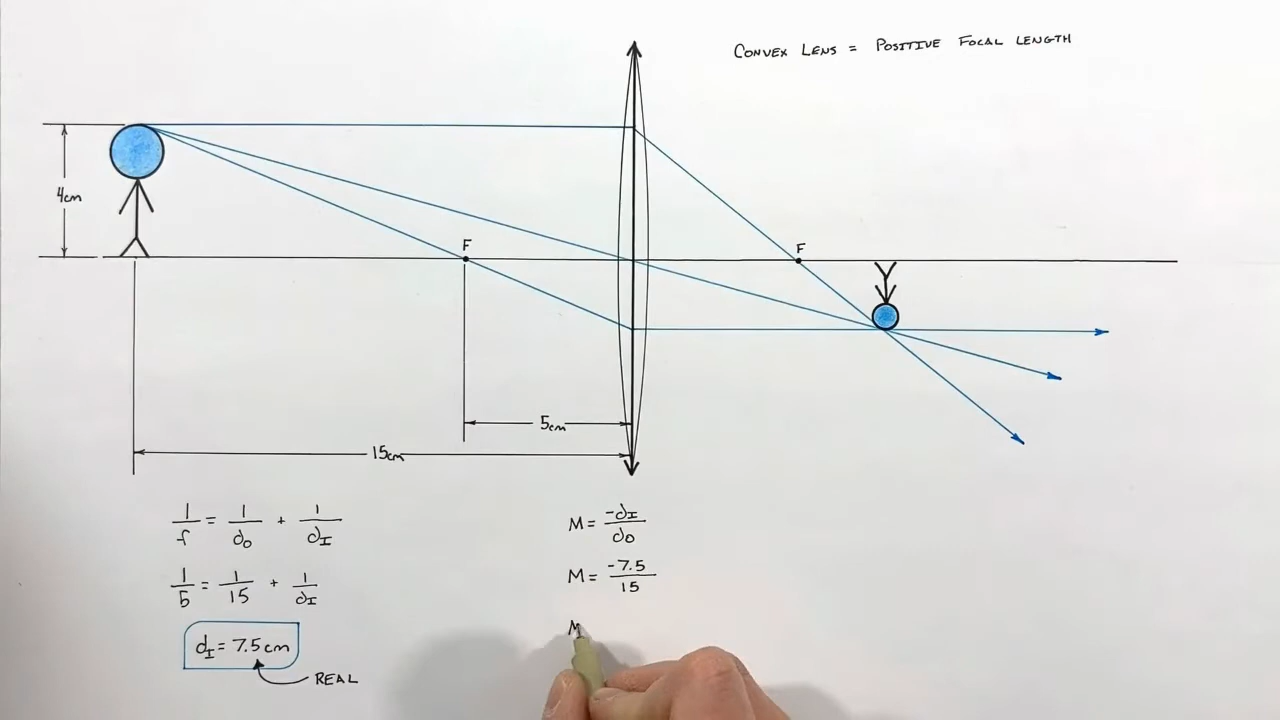 CONVEX LENS = POSITIVE FOCAL LENGTH
4cm
F
F
5cm
15cm
1/f = 1/dO + 1/dI
1/5 = 1/15 + 1/dI
dI = 7.5 cm
REAL
M = -dI/dO
M = -7.5/15
M